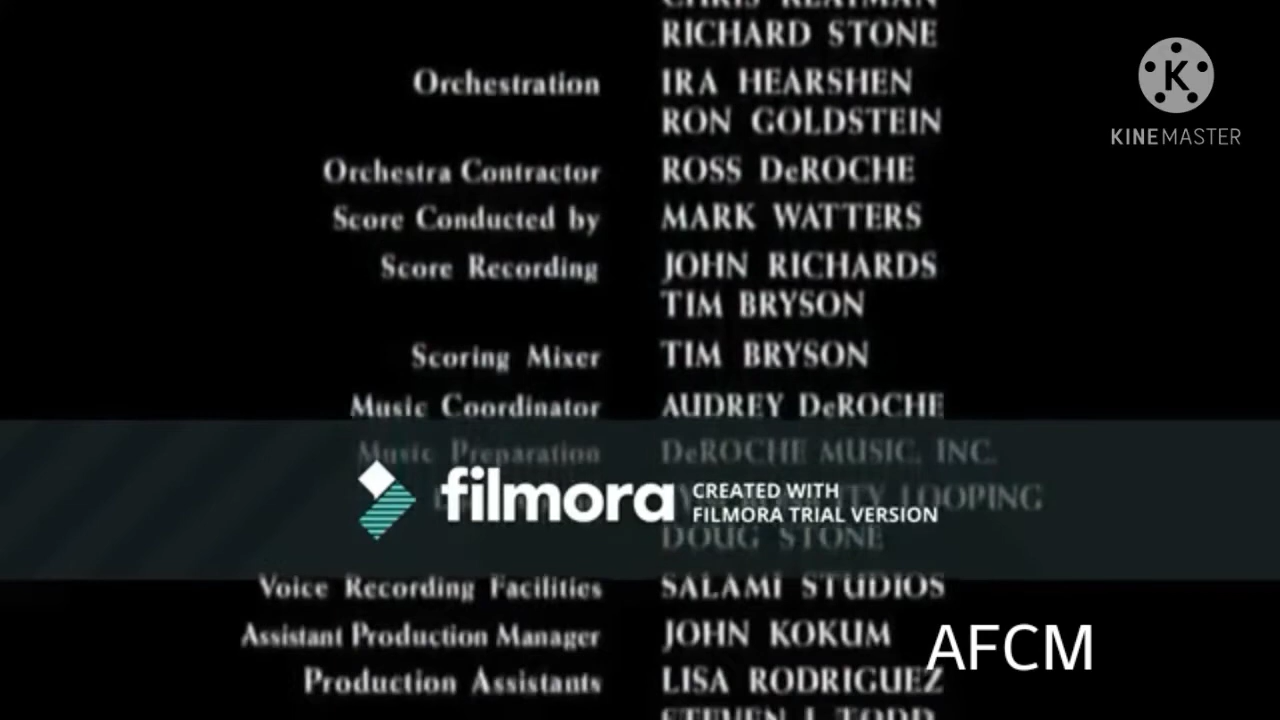 RICHARD STONE
Orchestration IRA HEARSHEN
RON GOLDSTEIN
Orchestra Contractor ROSS DeROCHE
Score Conducted by MARK WATTERS
Score Recording JOHN RICHARDS
TIM BRYSON
Scoring Mixer TIM BRYSON
Music Coordinator AUDREY DeROCHE
Music Preparation DeROCHE MUSIC, INC.
LOOPING
DOUG STONE
Voice Recording Facilities SALAMI STUDIOS
Assistant Production Manager JOHN KOKUM
Production Assistants LISA RODRIGUEZ
STEVEN J. TODD
K
KINEMASTER
filmora CREATED WITH
FILMORA TRIAL VERSION
AFCM